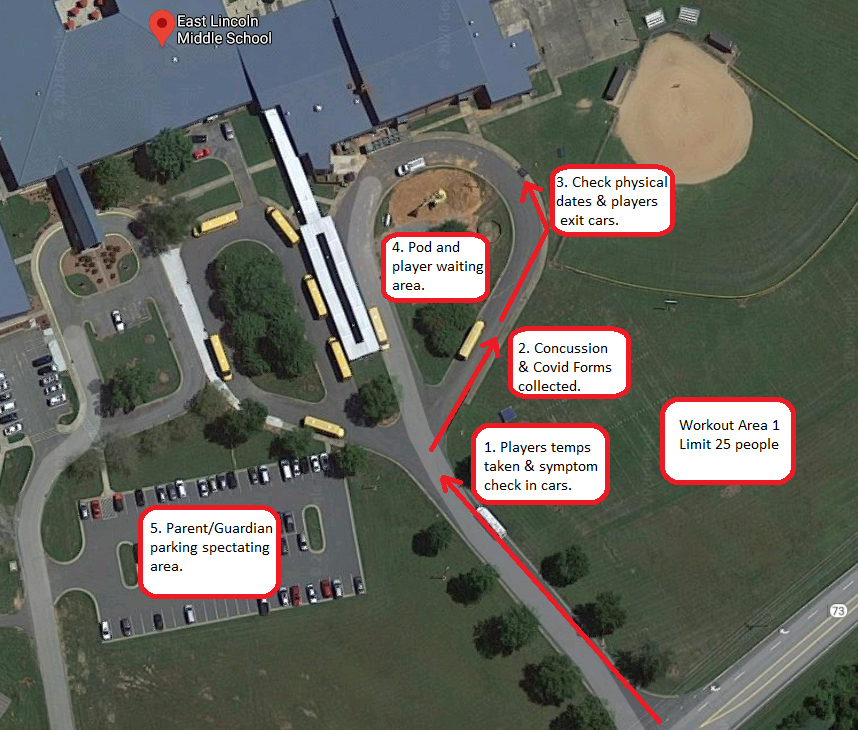 East Lincoln
Middle School
3. Check physical
dates & players
exit cars.
4. Pod and
player waiting
area.
2. Concussion
& Covid Forms
collected.
Workout Area 1
Limit 25 people
1. Players temps
taken & symptom
check in cars.
5. Parent/Guardian
parking spectating
area.
73